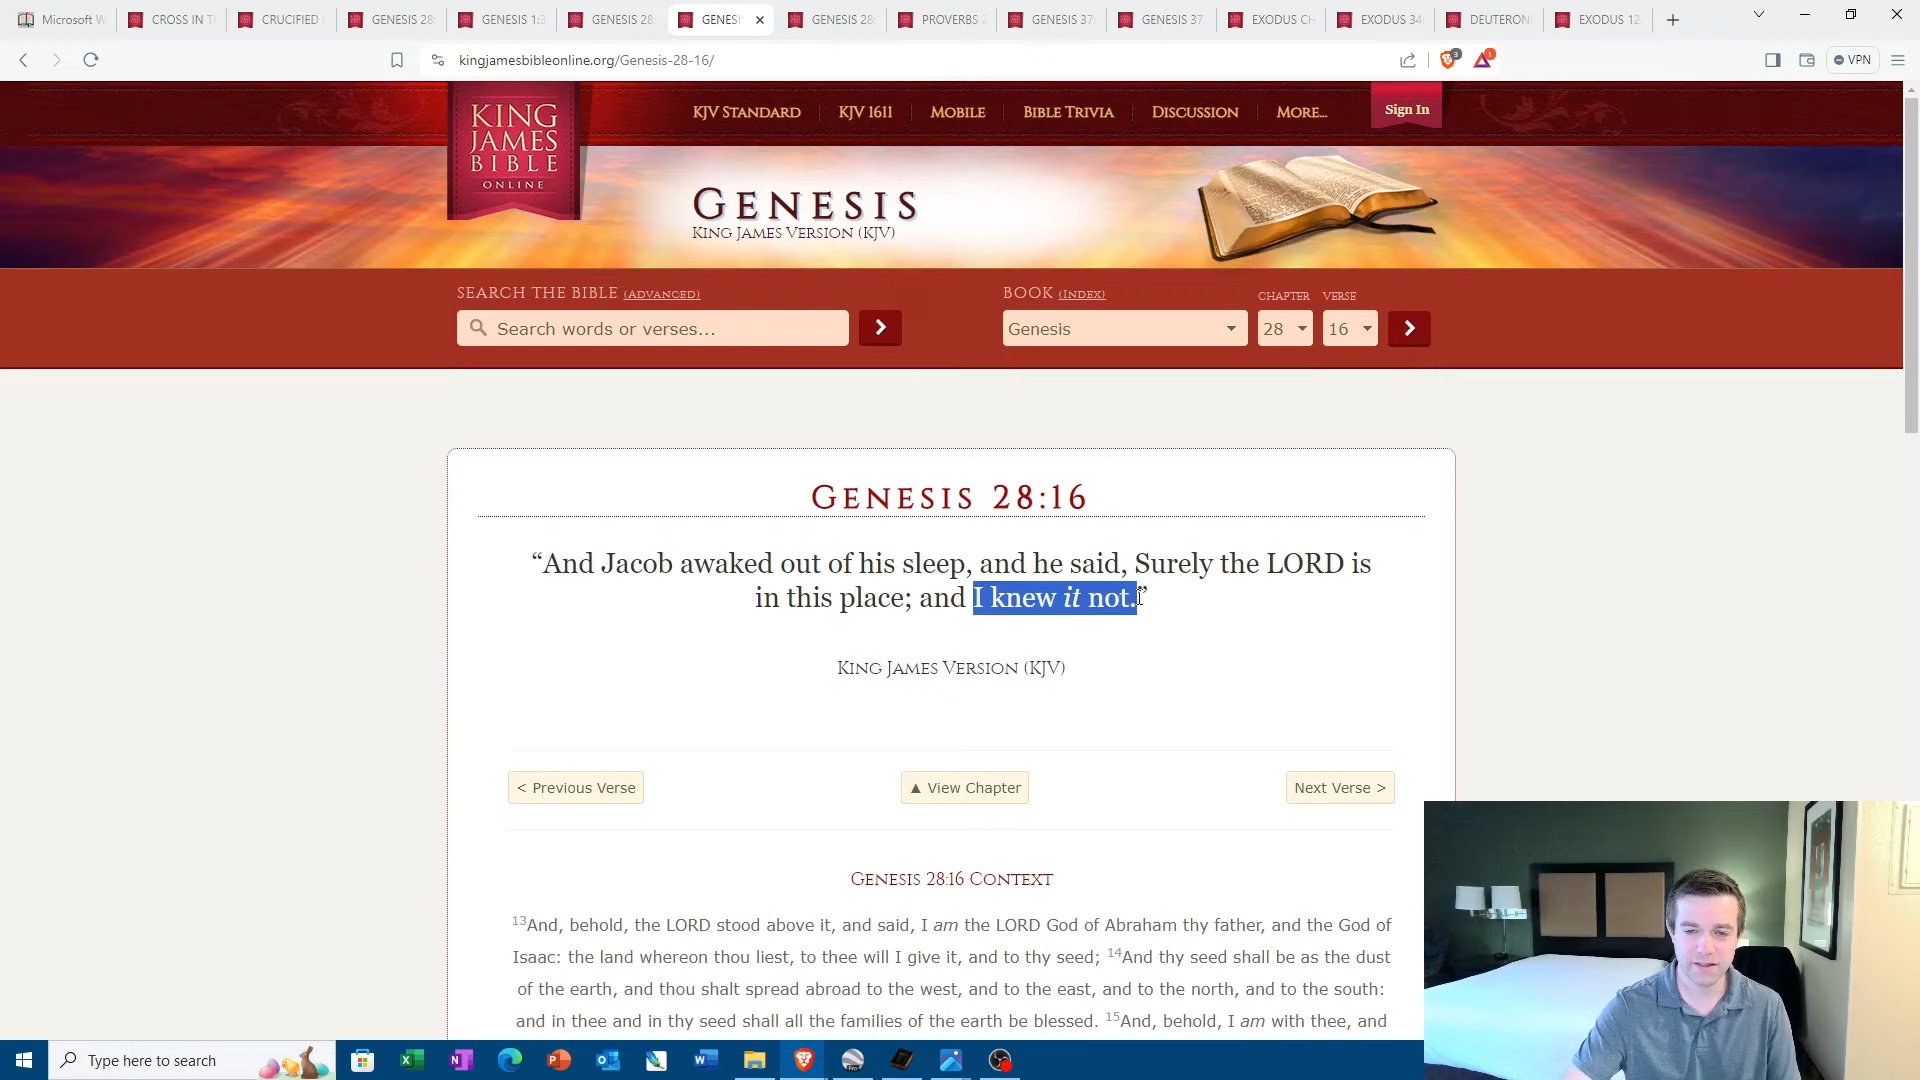 Microsoft W
CROSS IN T
CRUCIFIED
GENESIS 28:
GENESIS 1:3
GENESIS 28
GENESI
GENESIS 28:
PROVERBS 2
GENESIS 37:
GENESIS 37
EXODUS CH
EXODUS 34:
DEUTERON
EXODUS 12:
kingjamesbibleonline.org/Genesis-28-16/
3
1
VPN
KING
JAMES
BIBLE
ONLINE
KJV STANDARD
KJV 1611
MOBILE
BIBLE TRIVIA
DISCUSSION
MORE...
Sign In
GENESIS
KING JAMES VERSION (KJV)
SEARCH THE BIBLE (ADVANCED)
BOOK (INDEX)
CHAPTER
VERSE
Search words or verses...
Genesis
28
16
GENESIS 28:16
“And Jacob awaked out of his sleep, and he said, Surely the LORD is
in this place; and I knew it not.”
KING JAMES VERSION (KJV)
< Previous Verse
▲ View Chapter
Next Verse >
GENESIS 28:16 CONTEXT
13And, behold, the LORD stood above it, and said, I am the LORD God of Abraham thy father, and the God of
Isaac: the land whereon thou liest, to thee will I give it, and to thy seed; 14And thy seed shall be as the dust
of the earth, and thou shalt spread abroad to the west, and to the east, and to the north, and to the south:
and in thee and in thy seed shall all the families of the earth be blessed. 15And, behold, I am with thee, and
Type here to search